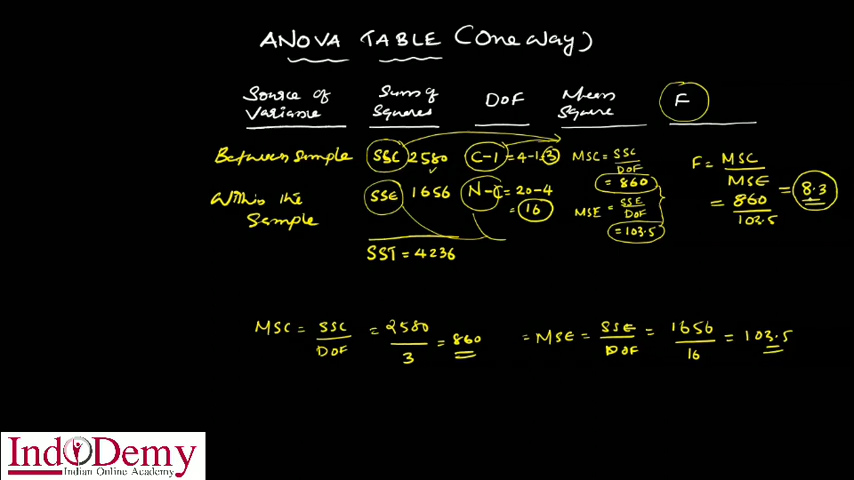 ANOVA TABLE (One Way)
Source of Variance
Sum of Squares
DOF
Mean Square
F
Between Sample
SSC 2580
C-1 = 4-1=3
MSC = SSC / DOF
= 860
Within the Sample
SSE 1656
N-C = 20-4
= 16
MSE = SSE / DOF
= 103.5
F = MSC / MSE
= 860 / 103.5 = 8.3
SST = 4236
MSC = SSC / DOF = 2580 / 3 = 860
= MSE = SSE / DOF = 1656 / 16 = 103.5
INDODEMY
Indian Online Academy